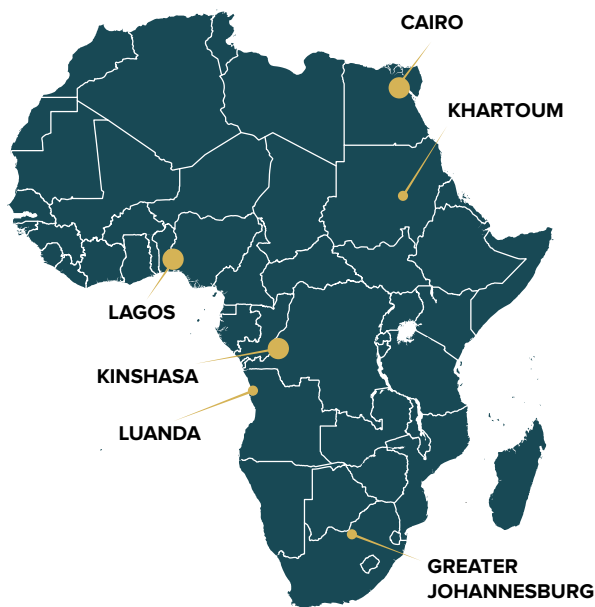 CAIRO
KHARTOUM
LAGOS
KINSHASA
LUANDA
GREATER
JOHANNESBURG